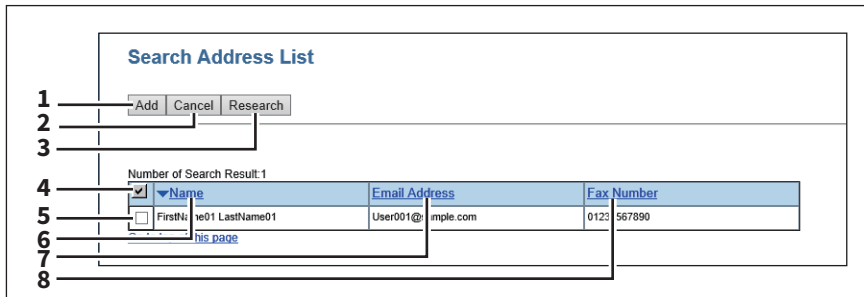 Search Address List
1
Add Cancel Research
2
3
Number of Search Result:1
4
Name Email Address Fax Number
5
FirstName01 LastName01 User001@sample.com 01234567890
6
this page
7
8